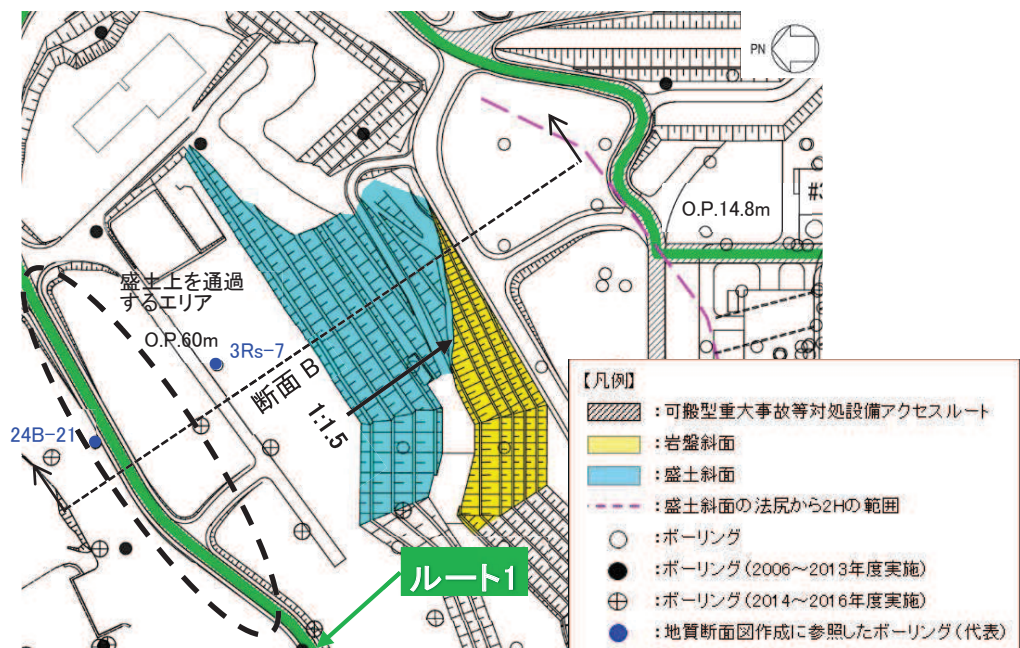 PN
O.P.14.8m
盛土上を通過
するエリア
O.P.60m
3Rs-7
断面 B
1:1.5
24B-21
ルート1
【凡例】
:可搬型重大事故等対処設備アクセスルート
:岩盤斜面
:盛土斜面
:盛土斜面の法尻から2Hの範囲
:ボーリング
:ボーリング(2006~2013年度実施)
:ボーリング(2014~2016年度実施)
:地質断面図作成に参照したボーリング(代表)